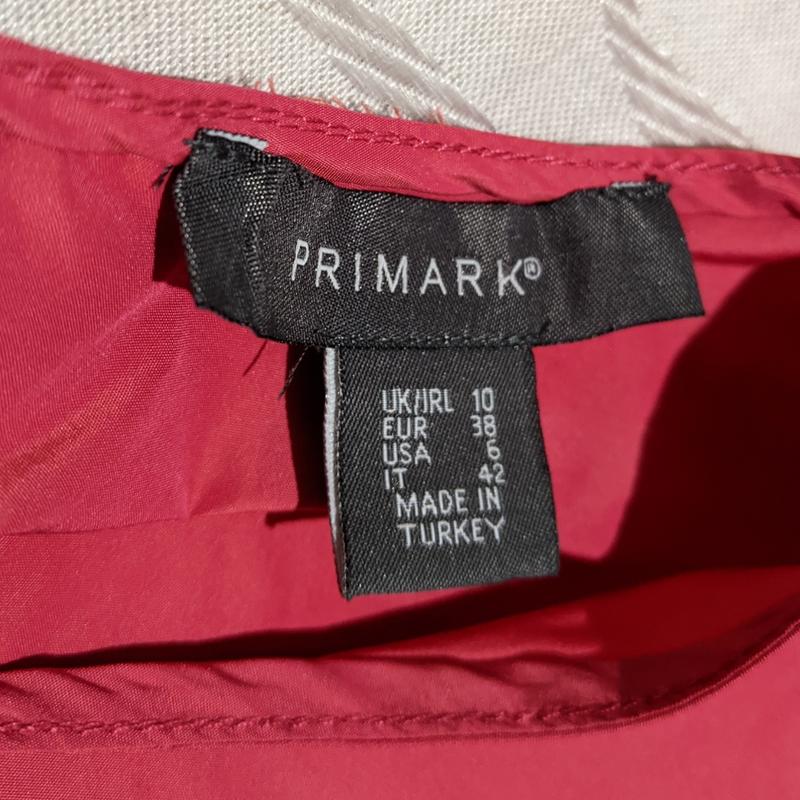 PRIMARK®
UK/IRL 10
EUR 38
USA 6
IT 42
MADE IN
TURKEY